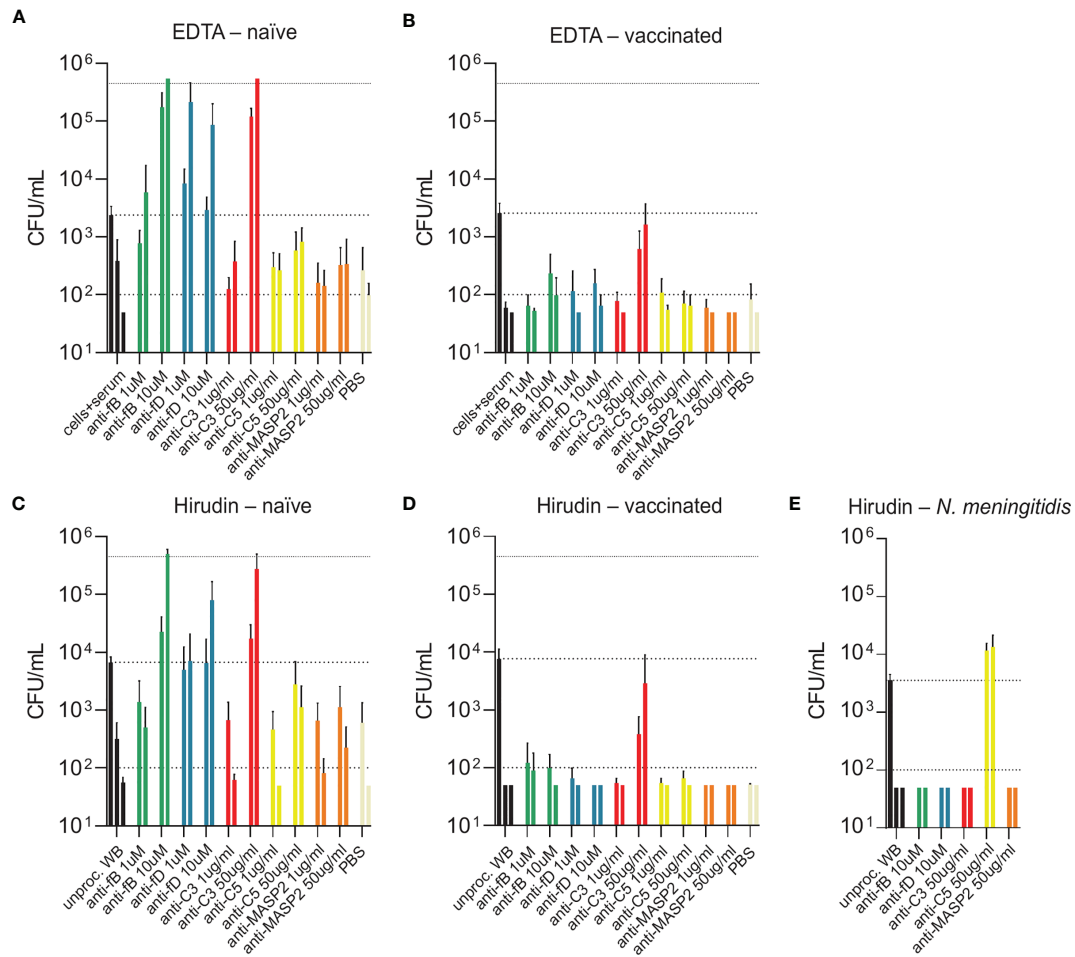 A
EDTA – naïve
CFU/mL
10⁶
10⁵
10⁴
10³
10²
10¹
cells+serum
anti-fB 1uM
anti-fB 10uM
anti-fD 1uM
anti-fD 10uM
anti-C3 1ug/ml
anti-C3 50ug/ml
anti-C5 1ug/ml
anti-C5 50ug/ml
anti-MASP2 1ug/ml
anti-MASP2 50ug/ml
PBS
B
EDTA – vaccinated
CFU/mL
10⁶
10⁵
10⁴
10³
10²
10¹
cells+serum
anti-fB 1uM
anti-fB 10uM
anti-fD 1uM
anti-fD 10uM
anti-C3 1ug/ml
anti-C3 50ug/ml
anti-C5 1ug/ml
anti-C5 50ug/ml
anti-MASP2 1ug/ml
anti-MASP2 50ug/ml
PBS
C
Hirudin – naïve
CFU/mL
10⁶
10⁵
10⁴
10³
10²
10¹
unproc. WB
anti-fB 1uM
anti-fB 10uM
anti-fD 1uM
anti-fD 10uM
anti-C3 1ug/ml
anti-C3 50ug/ml
anti-C5 1ug/ml
anti-C5 50ug/ml
anti-MASP2 1ug/ml
anti-MASP2 50ug/ml
PBS
D
Hirudin – vaccinated
CFU/mL
10⁶
10⁵
10⁴
10³
10²
10¹
unproc. WB
anti-fB 1uM
anti-fB 10uM
anti-fD 1uM
anti-fD 10uM
anti-C3 1ug/ml
anti-C3 50ug/ml
anti-C5 1ug/ml
anti-C5 50ug/ml
anti-MASP2 1ug/ml
anti-MASP2 50ug/ml
PBS
E
Hirudin – N. meningitidis
CFU/mL
10⁶
10⁵
10⁴
10³
10²
10¹
unproc. WB
anti-fB 10uM
anti-fD 10uM
anti-C3 50ug/ml
anti-C5 50ug/ml
anti-MASP2 50ug/ml